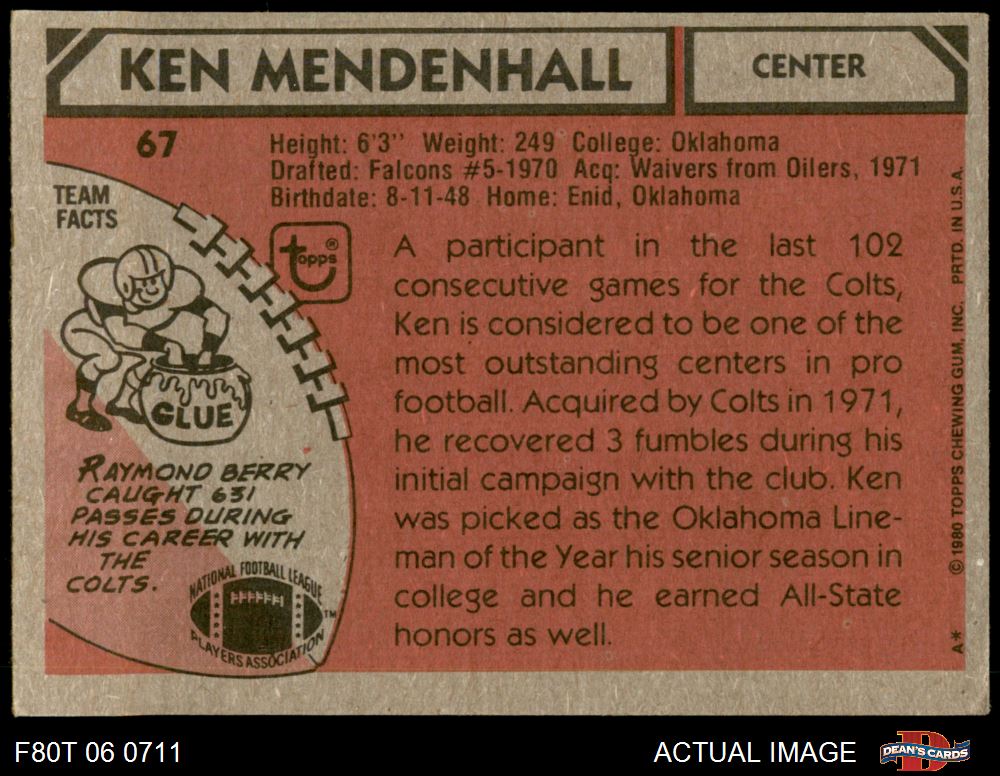 KEN MENDENHALL
CENTER
67
Height: 6'3" Weight: 249 College: Oklahoma
Drafted: Falcons #5-1970 Acq: Waivers from Oilers, 1971
Birthdate: 8-11-48 Home: Enid, Oklahoma
TEAM
FACTS
topps®
GLUE
RAYMOND BERRY
CAUGHT 631
PASSES DURING
HIS CAREER WITH
THE
COLTS.
NATIONAL FOOTBALL LEAGUE
PLAYERS ASSOCIATION
TM
A participant in the last 102
consecutive games for the Colts,
Ken is considered to be one of the
most outstanding centers in pro
football. Acquired by Colts in 1971,
he recovered 3 fumbles during his
initial campaign with the club. Ken
was picked as the Oklahoma Line-
man of the Year his senior season in
college and he earned All-State
honors as well.
A* © 1980 TOPPS CHEWING GUM, INC. PRTD. IN U.S.A.
F80T 06 0711
ACTUAL IMAGE
D
DEAN'S CARDS